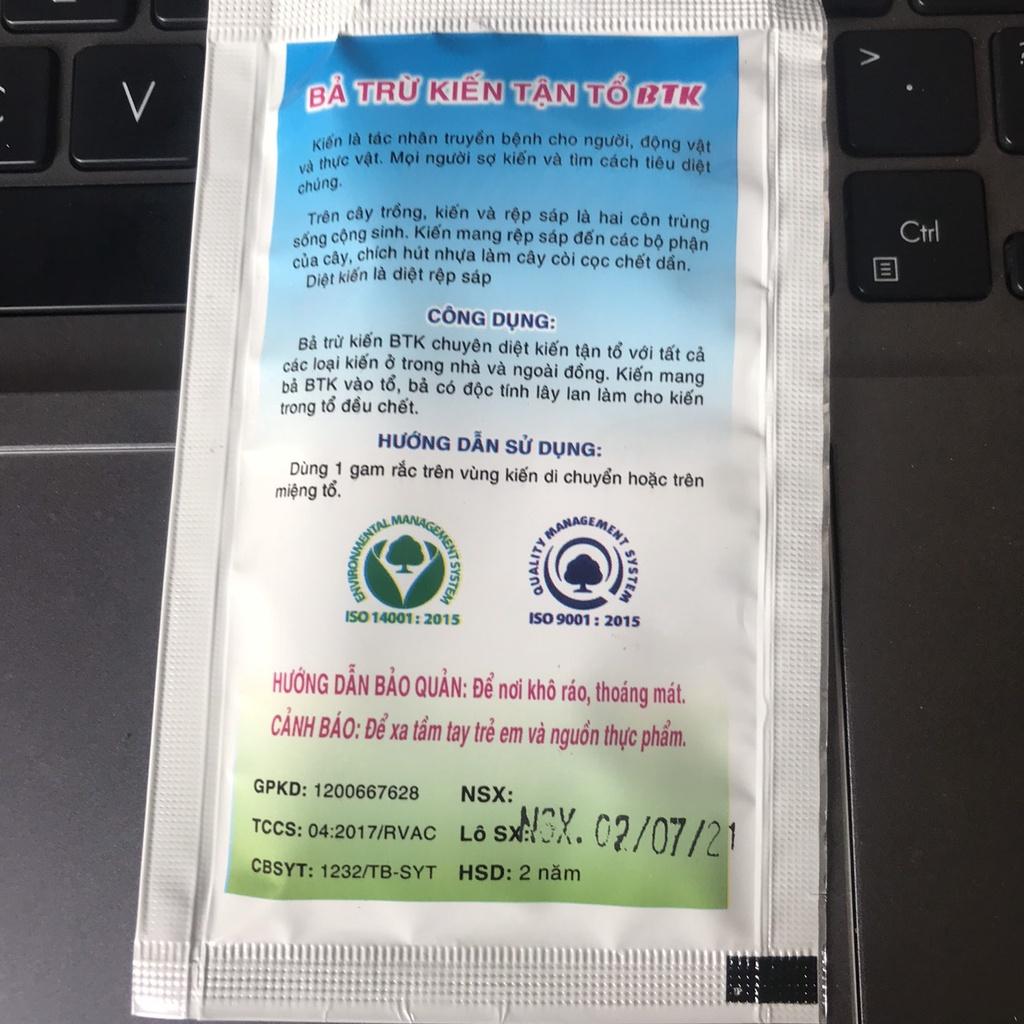 BẢ TRỪ KIẾN TẬN TỔ BTK
Kiến là tác nhân truyền bệnh cho người, động vật
và thực vật. Mọi người sợ kiến và tìm cách tiêu diệt
chúng.
Trên cây trồng, kiến và rệp sáp là hai côn trùng
sống cộng sinh. Kiến mang rệp sáp đến các bộ phận
của cây, chích hút nhựa làm cây còi cọc chết dần.
Diệt kiến là diệt rệp sáp
CÔNG DỤNG:
Bả trừ kiến BTK chuyên diệt kiến tận tổ với tất cả
các loại kiến ở trong nhà và ngoài đồng. Kiến mang
bả BTK vào tổ, bả có độc tính lây lan làm cho kiến
trong tổ đều chết.
HƯỚNG DẪN SỬ DỤNG:
Dùng 1 gam rắc trên vùng kiến di chuyển hoặc trên
miệng tổ.
ENVIRONMENTAL MANAGEMENT SYSTEM
ISO 14001 : 2015
QUALITY MANAGEMENT SYSTEM
ISO 9001 : 2015
HƯỚNG DẪN BẢO QUẢN: Để nơi khô ráo, thoáng mát.
CẢNH BÁO: Để xa tầm tay trẻ em và nguồn thực phẩm.
GPKD: 1200667628 NSX:
TCCS: 04:2017/RVAC Lô SX: NSX. 02/07/21
CBSYT: 1232/TB-SYT HSD: 2 năm
V
>
.
Ctrl